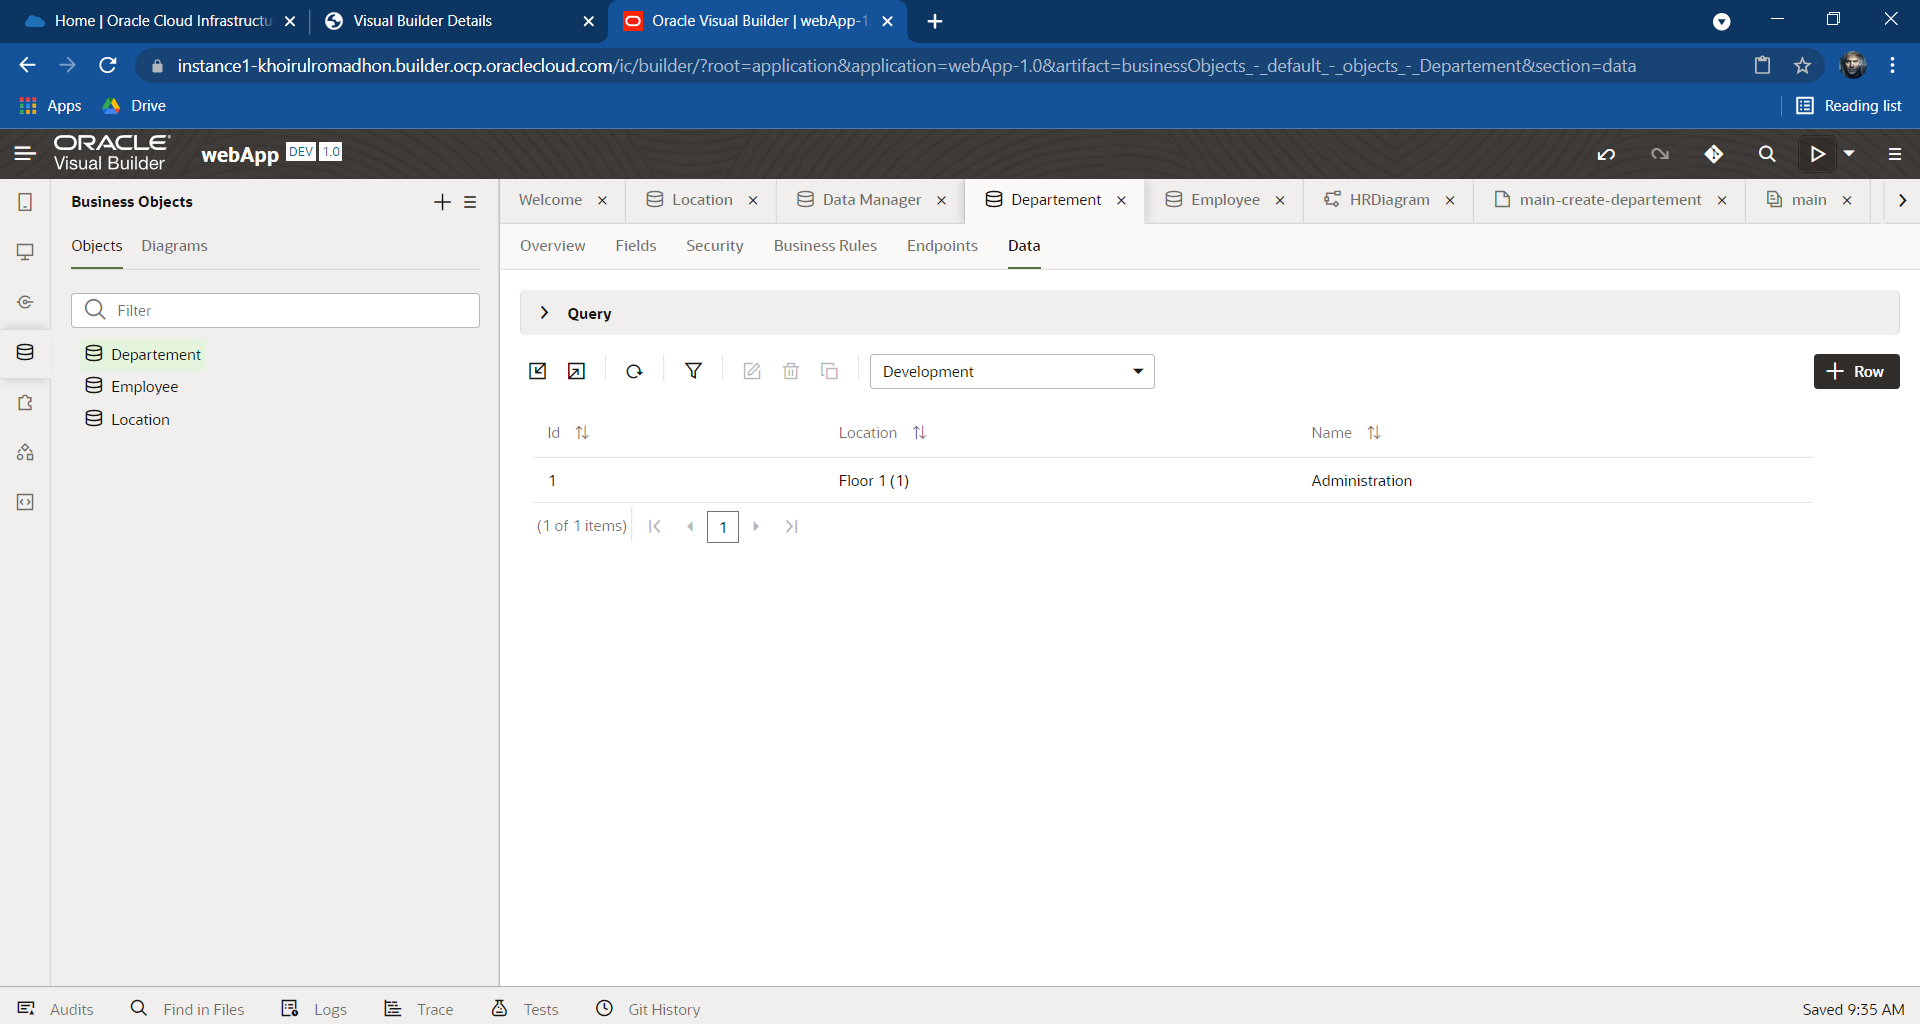 Home | Oracle Cloud Infrastructu
Visual Builder Details
Oracle Visual Builder | webApp-1
instance1-khoirulromadhon.builder.ocp.oraclecloud.com/ic/builder/?root=application&application=webApp-1.0&artifact=businessObjects_-_default_-_objects_-_Departement&section=data
Apps Drive Reading list
ORACLE
Visual Builder
webApp DEV 1.0
Business Objects
Welcome Location Data Manager Departement Employee HRDiagram main-create-departement main
Objects Diagrams
Overview Fields Security Business Rules Endpoints Data
Filter
Query
Departement
Employee
Location
Development
Row
Id Location Name
1 Floor 1 (1) Administration
(1 of 1 items) 1
Audits Find in Files Logs Trace Tests Git History Saved 9:35 AM